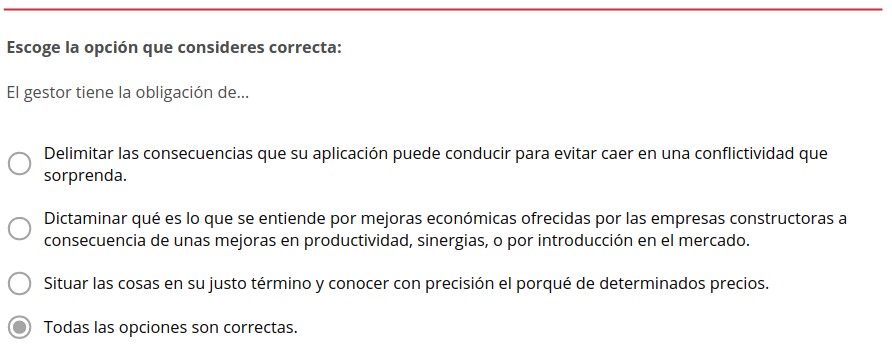 Escoge la opción que consideres correcta:
El gestor tiene la obligación de...
Delimitar las consecuencias que su aplicación puede conducir para evitar caer en una conflictividad que
sorprenda.
Dictaminar qué es lo que se entiende por mejoras económicas ofrecidas por las empresas constructoras a
consecuencia de unas mejoras en productividad, sinergias, o por introducción en el mercado.
Situar las cosas en su justo término y conocer con precisión el porqué de determinados precios.
Todas las opciones son correctas.